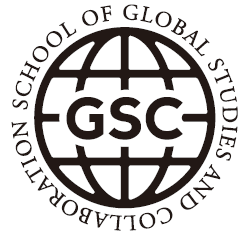 SCHOOL OF GLOBAL STUDIES AND COLLABORATION
GSC